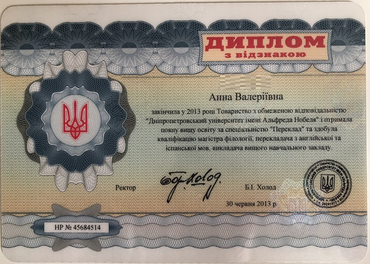 ДИПЛОМ
З ВІДЗНАКОЮ
Анна Валеріївна
закінчила у 2013 році Товариство з обмеженою відповідальністю
"Дніпропетровський університет імені Альфреда Нобеля" і отримала
повну вищу освіту за спеціальністю "Переклад" та здобула
кваліфікацію магістра філології, перекладача з англійської та
іспанської мов, викладача вищого навчального закладу.
Ректор
Б.І. Холод
30 червня 2013 р.
НР № 45684514